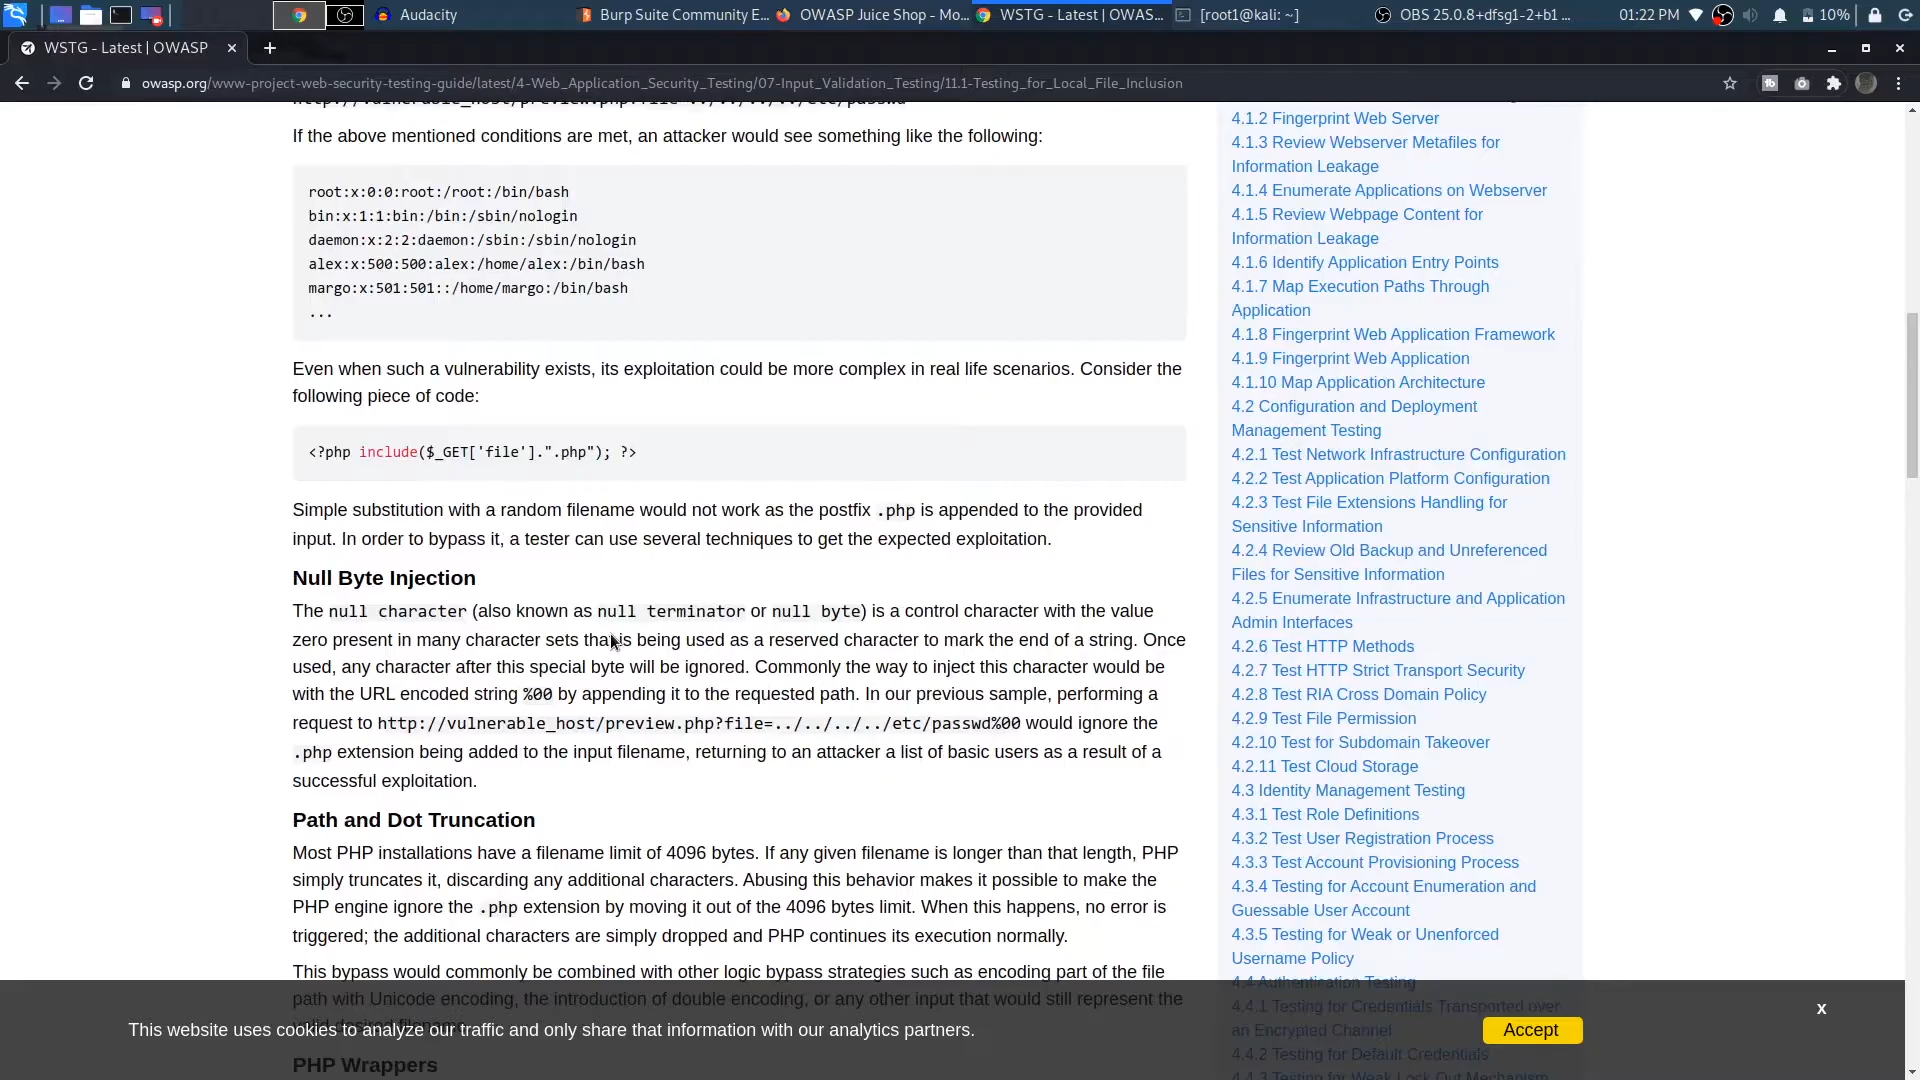 Audacity
Burp Suite Community E...
OWASP Juice Shop - Mo...
WSTG - Latest | OWAS...
[root1@kali: ~]
OBS 25.0.8+dfsg1-2+b1 ...
01:22 PM
10%
WSTG - Latest | OWASP
owasp.org/www-project-web-security-testing-guide/latest/4-Web_Application_Security_Testing/07-Input_Validation_Testing/11.1-Testing_for_Local_File_Inclusion
http://vulnerable_host/preview.php?file=../../../../etc/passwd
If the above mentioned conditions are met, an attacker would see something like the following:
root:x:0:0:root:/root:/bin/bash
bin:x:1:1:bin:/bin:/sbin/nologin
daemon:x:2:2:daemon:/sbin:/sbin/nologin
alex:x:500:500:alex:/home/alex:/bin/bash
margo:x:501:501::/home/margo:/bin/bash
...
Even when such a vulnerability exists, its exploitation could be more complex in real life scenarios. Consider the
following piece of code:
<?php include($_GET['file'].".php"); ?>
Simple substitution with a random filename would not work as the postfix .php is appended to the provided
input. In order to bypass it, a tester can use several techniques to get the expected exploitation.
Null Byte Injection
The null character (also known as null terminator or null byte) is a control character with the value
zero present in many character sets that is being used as a reserved character to mark the end of a string. Once
used, any character after this special byte will be ignored. Commonly the way to inject this character would be
with the URL encoded string %00 by appending it to the requested path. In our previous sample, performing a
request to http://vulnerable_host/preview.php?file=../../../../etc/passwd%00 would ignore the
.php extension being added to the input filename, returning to an attacker a list of basic users as a result of a
successful exploitation.
Path and Dot Truncation
Most PHP installations have a filename limit of 4096 bytes. If any given filename is longer than that length, PHP
simply truncates it, discarding any additional characters. Abusing this behavior makes it possible to make the
PHP engine ignore the .php extension by moving it out of the 4096 bytes limit. When this happens, no error is
triggered; the additional characters are simply dropped and PHP continues its execution normally.
This bypass would commonly be combined with other logic bypass strategies such as encoding part of the file
path with Unicode encoding, the introduction of double encoding, or any other input that would still represent the
PHP Wrappers
4.1.2 Fingerprint Web Server
4.1.3 Review Webserver Metafiles for
Information Leakage
4.1.4 Enumerate Applications on Webserver
4.1.5 Review Webpage Content for
Information Leakage
4.1.6 Identify Application Entry Points
4.1.7 Map Execution Paths Through
Application
4.1.8 Fingerprint Web Application Framework
4.1.9 Fingerprint Web Application
4.1.10 Map Application Architecture
4.2 Configuration and Deployment
Management Testing
4.2.1 Test Network Infrastructure Configuration
4.2.2 Test Application Platform Configuration
4.2.3 Test File Extensions Handling for
Sensitive Information
4.2.4 Review Old Backup and Unreferenced
Files for Sensitive Information
4.2.5 Enumerate Infrastructure and Application
Admin Interfaces
4.2.6 Test HTTP Methods
4.2.7 Test HTTP Strict Transport Security
4.2.8 Test RIA Cross Domain Policy
4.2.9 Test File Permission
4.2.10 Test for Subdomain Takeover
4.2.11 Test Cloud Storage
4.3 Identity Management Testing
4.3.1 Test Role Definitions
4.3.2 Test User Registration Process
4.3.3 Test Account Provisioning Process
4.3.4 Testing for Account Enumeration and
Guessable User Account
4.3.5 Testing for Weak or Unenforced
Username Policy
4.4 Authentication Testing
4.4.1 Testing for Credentials Transported over
an Encrypted Channel
4.4.2 Testing for Default Credentials
4.4.3 Testing for Weak Lock Out Mechanism
This website uses cookies to analyze our traffic and only share that information with our analytics partners.
Accept
x